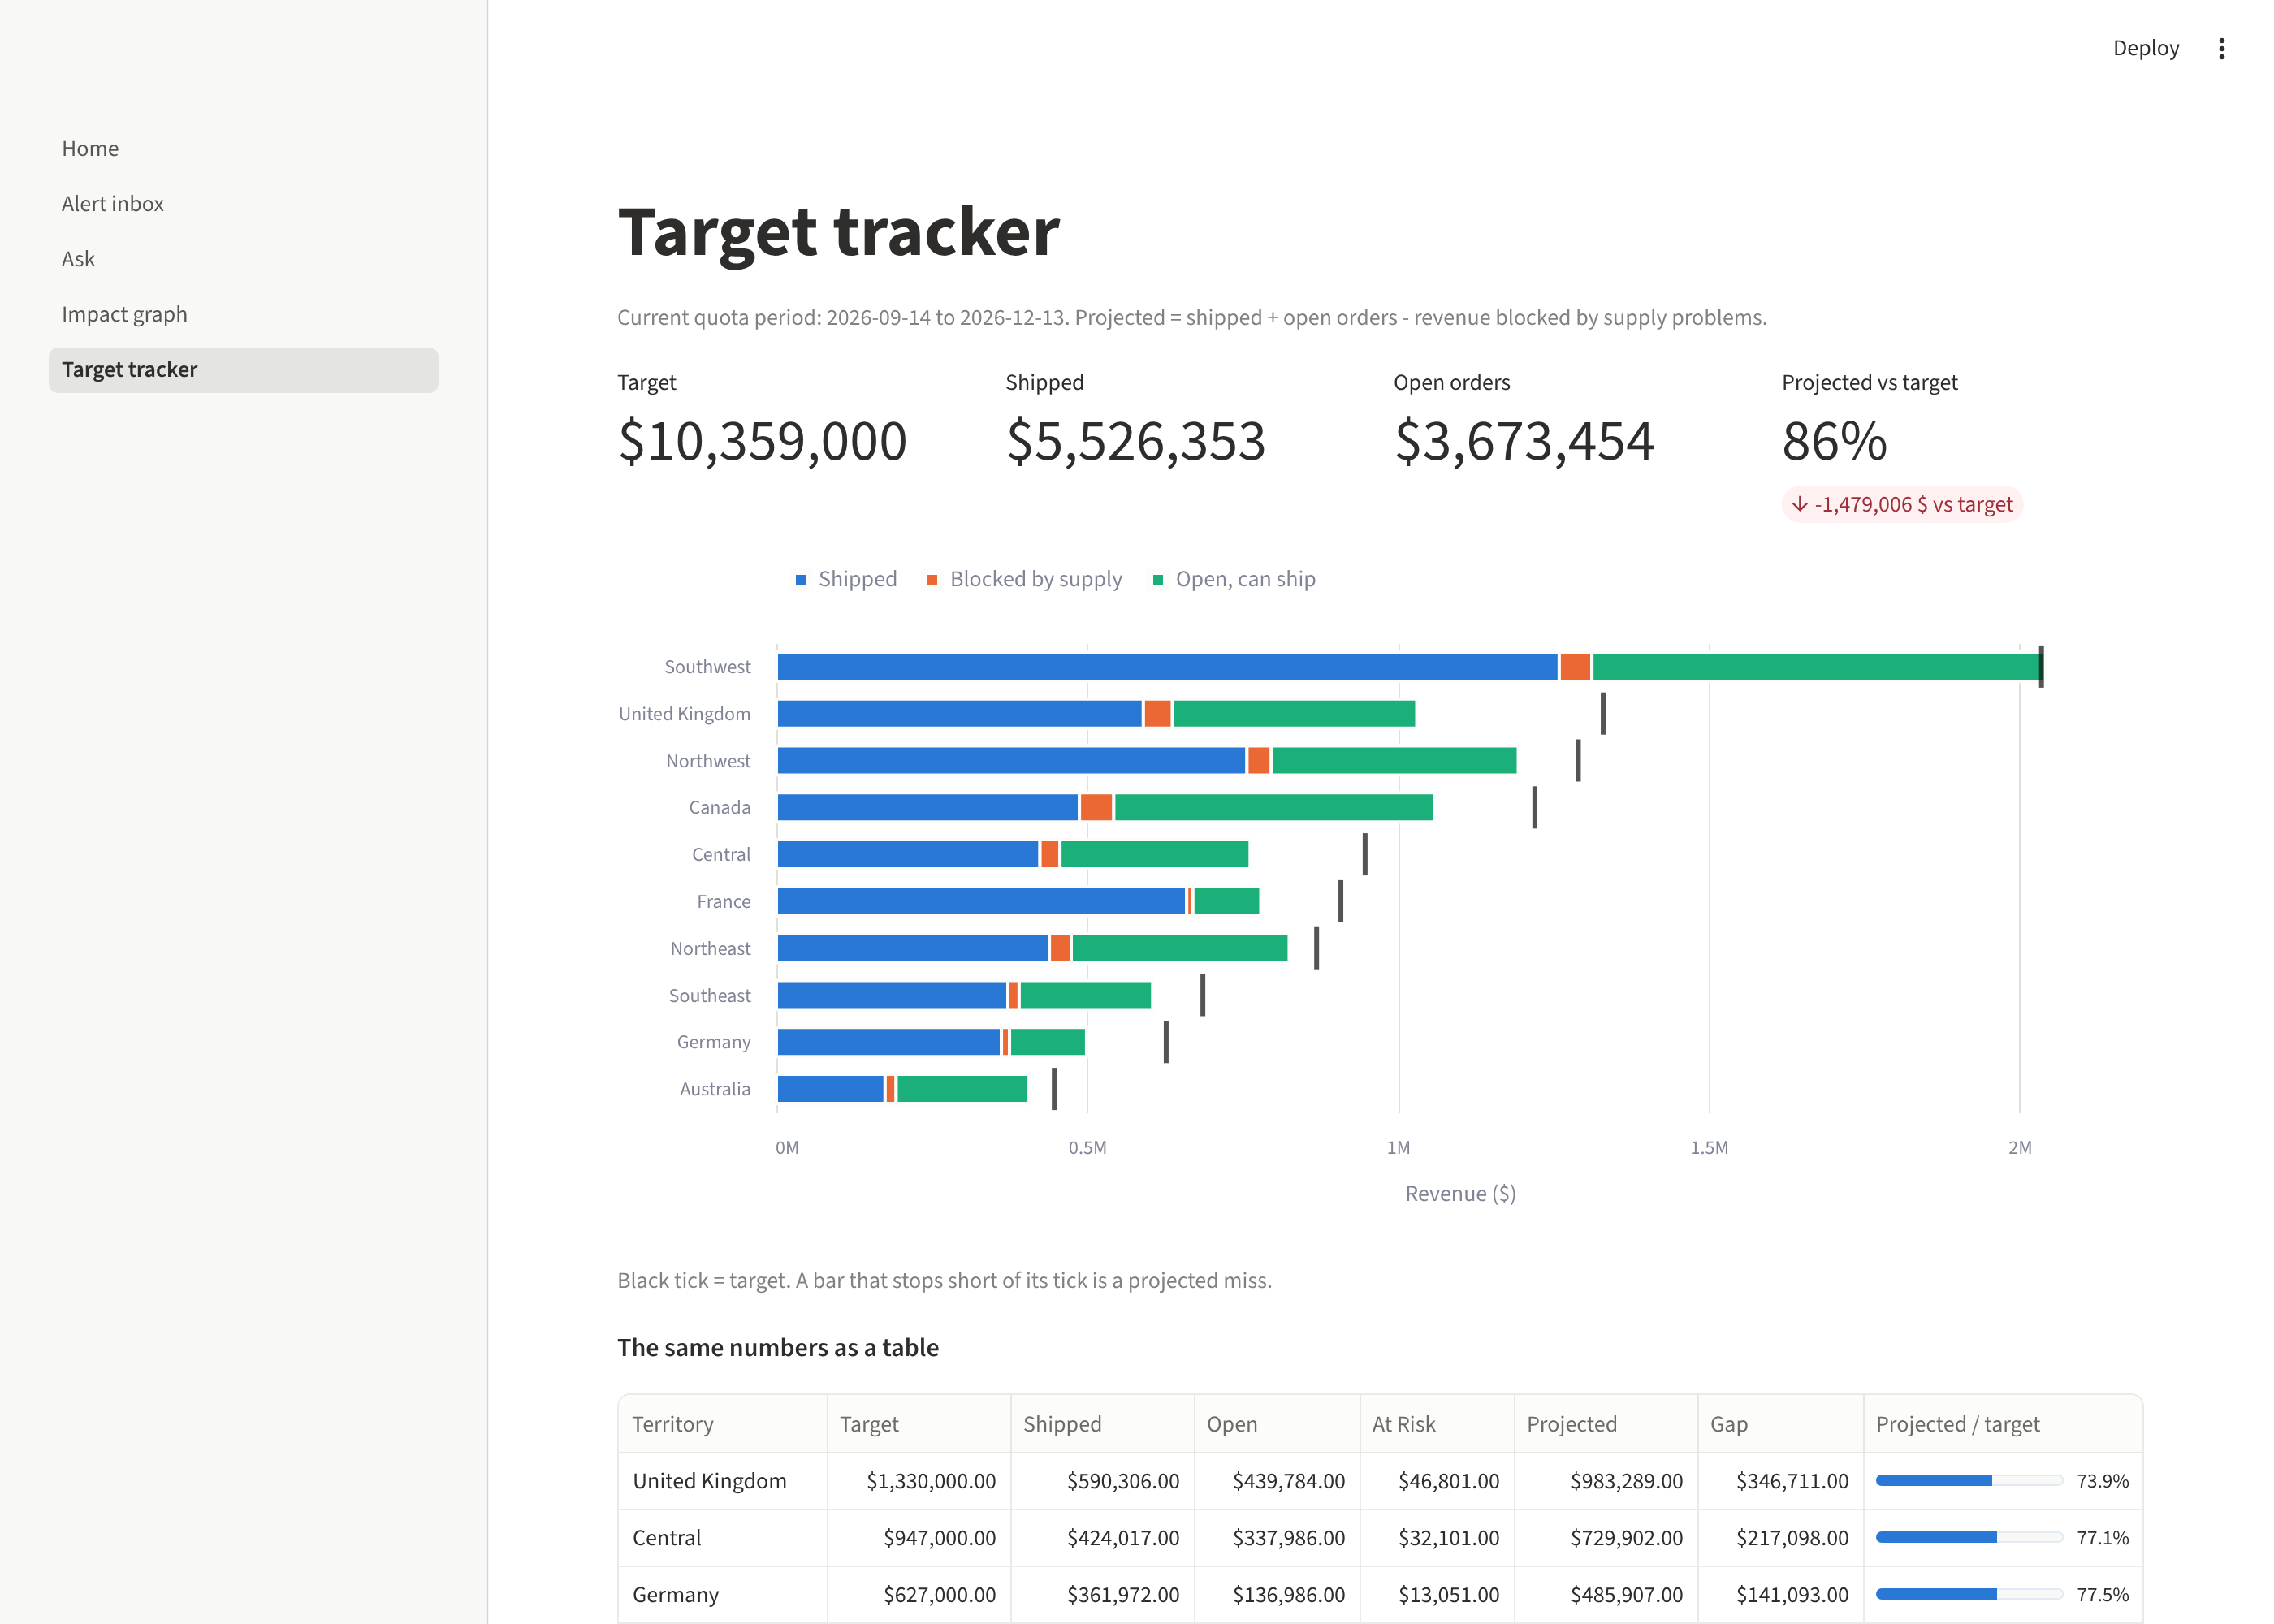 Deploy
Home
Alert inbox
Ask
Impact graph
Target tracker
Target tracker
Current quota period: 2026-09-14 to 2026-12-13. Projected = shipped + open orders - revenue blocked by supply problems.
Target Shipped Open orders Projected vs target
$10,359,000 $5,526,353 $3,673,454 86%
-1,479,006 $ vs target
Shipped Blocked by supply Open, can ship
Southwest
United Kingdom
Northwest
Canada
Central
France
Northeast
Southeast
Germany
Australia
0M 0.5M 1M 1.5M 2M
Revenue ($)
Black tick = target. A bar that stops short of its tick is a projected miss.
The same numbers as a table
Territory Target Shipped Open At Risk Projected Gap Projected / target
United Kingdom $1,330,000.00 $590,306.00 $439,784.00 $46,801.00 $983,289.00 $346,711.00 73.9%
Central $947,000.00 $424,017.00 $337,986.00 $32,101.00 $729,902.00 $217,098.00 77.1%
Germany $627,000.00 $361,972.00 $136,986.00 $13,051.00 $485,907.00 $141,093.00 77.5%